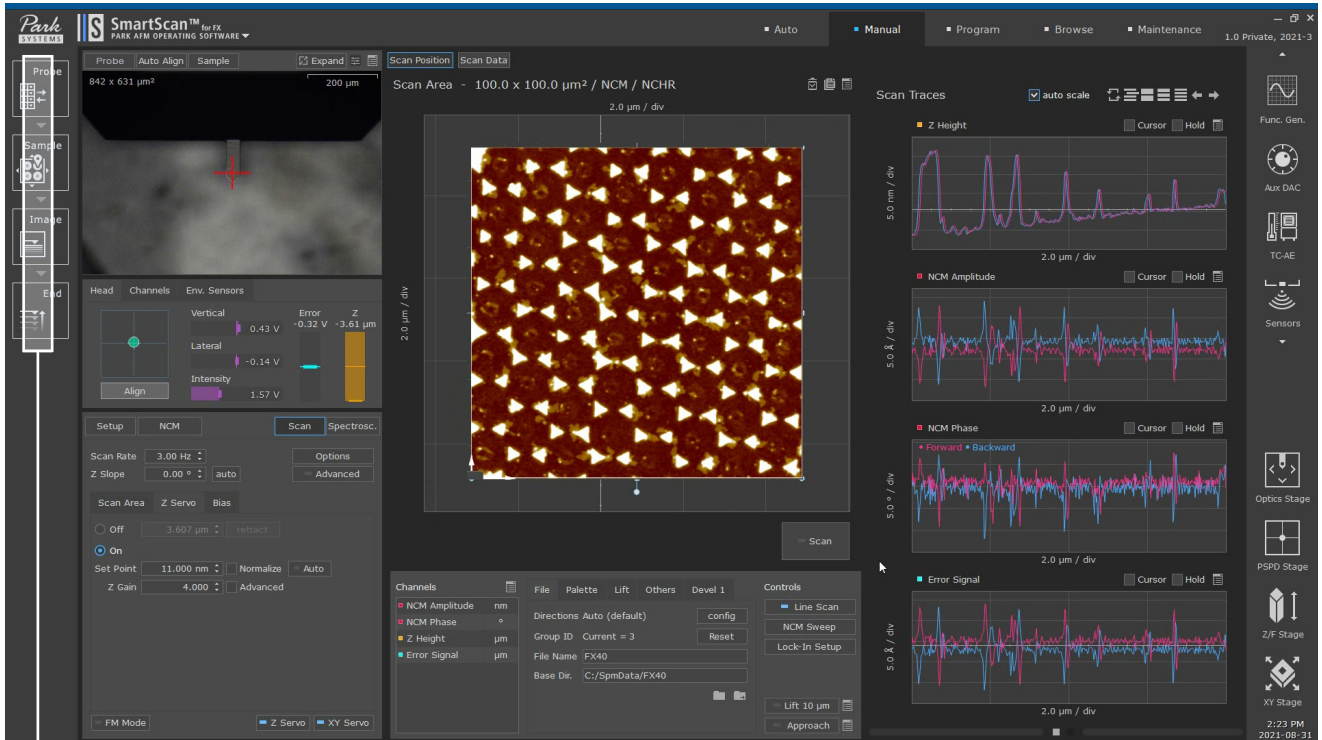 Park
SYSTEMS
S
SmartScan™ for FX
PARK AFM OPERATING SOFTWARE
Auto
Manual
Program
Browse
Maintenance
1.0 Private, 2021-3
Probe
Sample
Image
End
Probe
Auto Align
Sample
Expand
842 x 631 µm²
200 µm
Head
Channels
Env. Sensors
Vertical
0.43 V
Lateral
-0.14 V
Intensity
1.57 V
Error
-0.32 V
Z
-3.61 µm
Align
Setup
NCM
Scan
Spectrosc.
Scan Rate
3.00 Hz
Options
Z Slope
0.00 °
auto
Advanced
Scan Area
Z Servo
Bias
Off
3.607 µm
retract
On
Set Point
11.000 nm
Normalize
Auto
Z Gain
4.000
Advanced
FM Mode
Z Servo
XY Servo
Scan Position
Scan Data
Scan Area - 100.0 x 100.0 µm² / NCM / NCHR
2.0 µm / div
2.0 µm / div
Scan
Channels
NCM Amplitude nm
NCM Phase °
Z Height µm
Error Signal µm
File
Palette
Lift
Others
Devel 1
Directions Auto (default)
config
Group ID Current = 3
Reset
File Name FX40
Base Dir. C:/SpmData/FX40
Controls
Line Scan
NCM Sweep
Lock-In Setup
Lift 10 µm
Approach
Scan Traces
auto scale
Z Height
Cursor
Hold
5.0 nm / div
2.0 µm / div
NCM Amplitude
Cursor
Hold
5.0 Å / div
2.0 µm / div
NCM Phase
Cursor
Hold
Forward
Backward
5.0 ° / div
2.0 µm / div
Error Signal
Cursor
Hold
5.0 Å / div
2.0 µm / div
Func. Gen.
Aux DAC
TC-AE
Sensors
Optics Stage
PSPD Stage
Z/F Stage
XY Stage
2:23 PM
2021-08-31